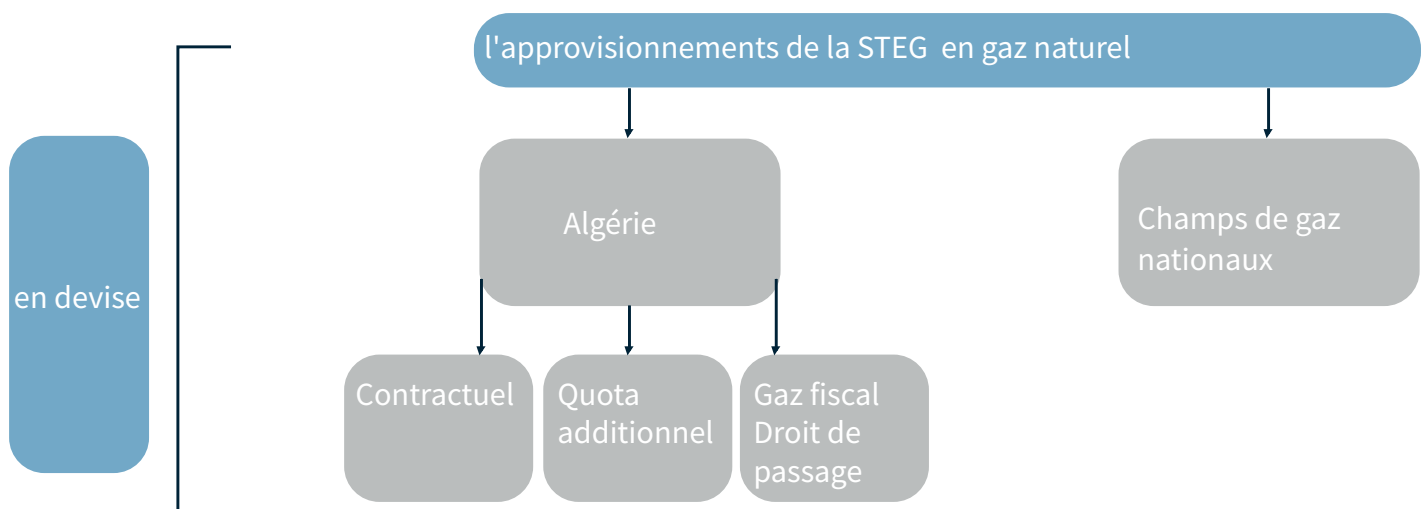 l'approvisionnements de la STEG en gaz naturel
en devise
Algérie
Champs de gaz
nationaux
Contractuel
Quota
additionnel
Gaz fiscal
Droit de
passage